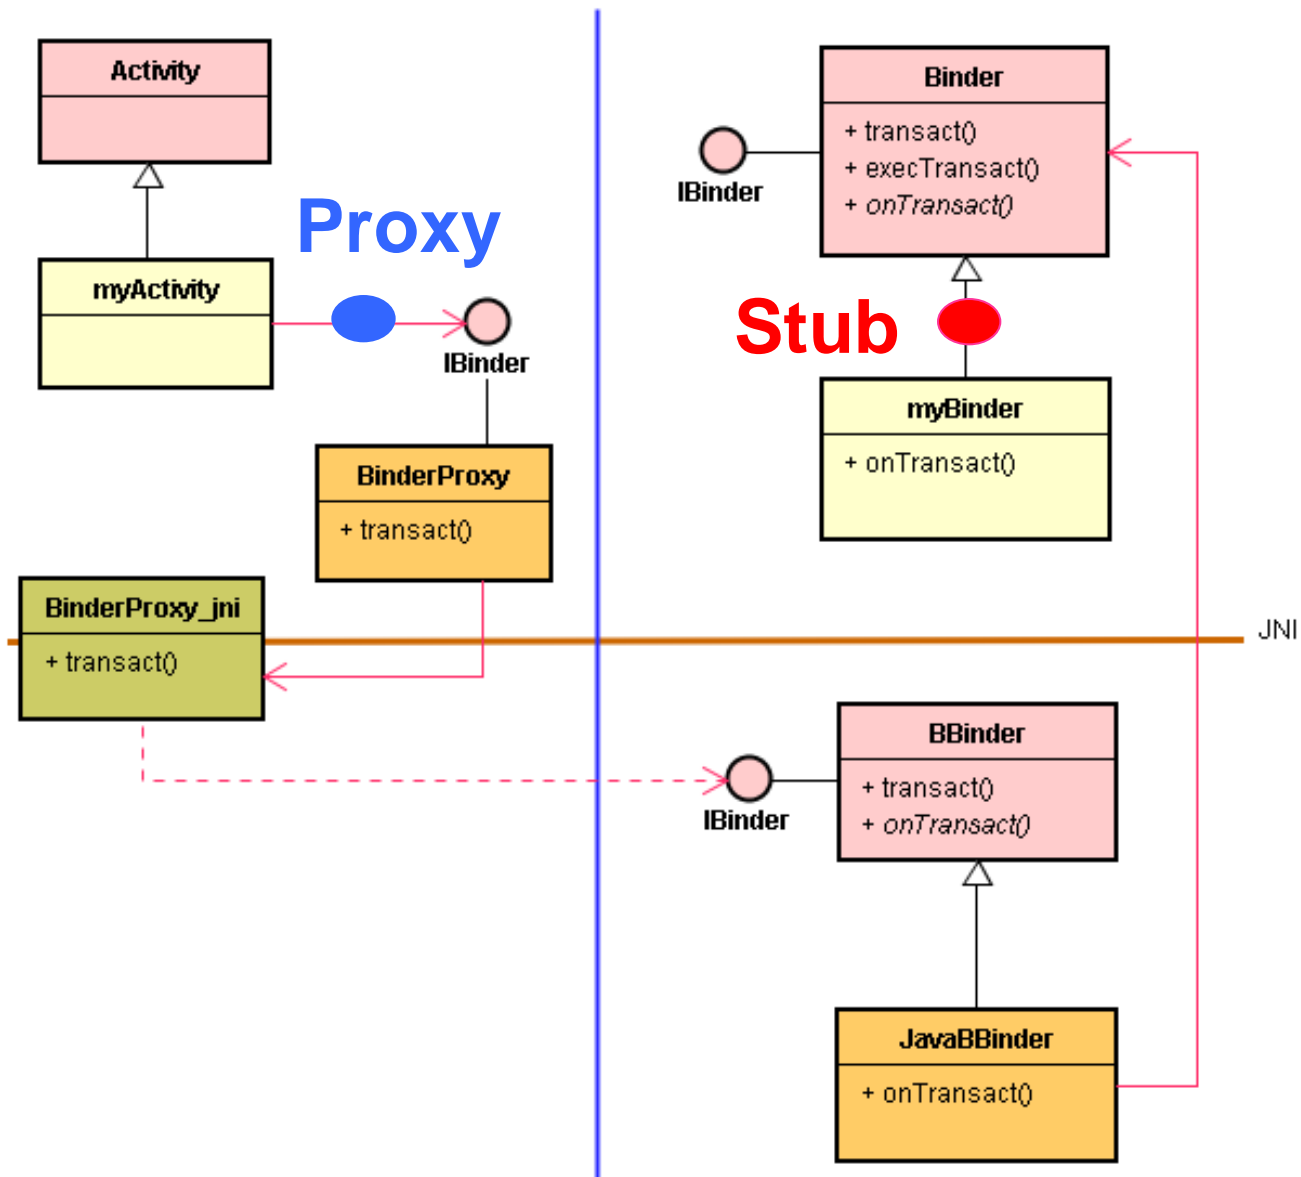 Activity
myActivity
Proxy
IBinder
BinderProxy
+ transact()
BinderProxy_jni
+ transact()
Binder
+ transact()
+ execTransact()
+ onTransact()
IBinder
Stub
myBinder
+ onTransact()
JNI
BBinder
+ transact()
+ onTransact()
IBinder
JavaBBinder
+ onTransact()